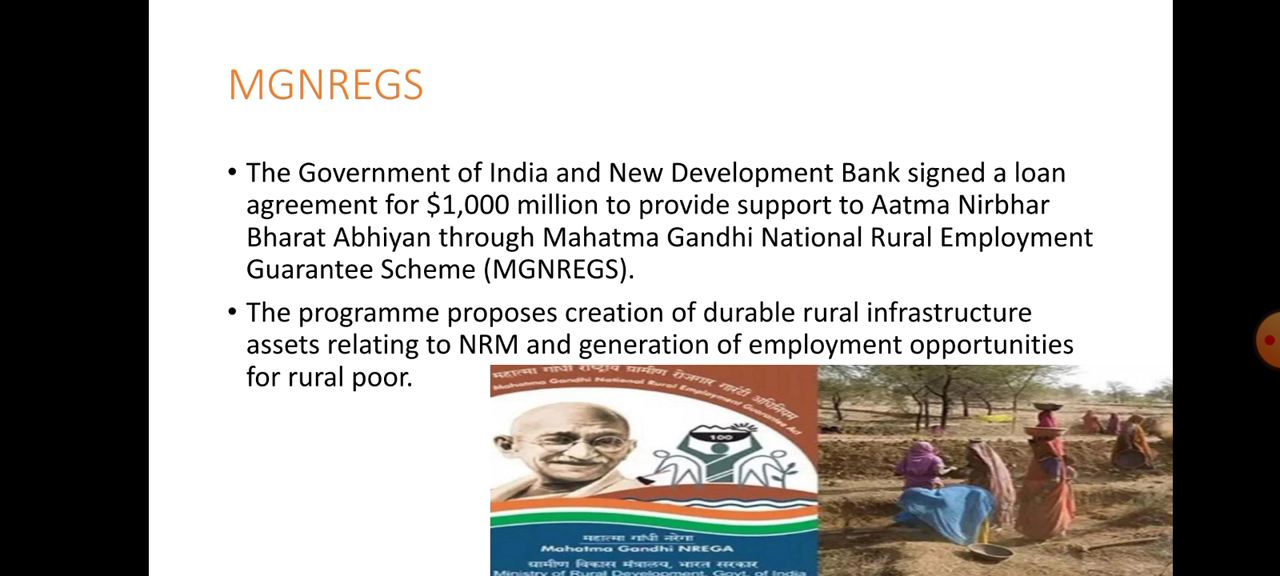 MGNREGS
• The Government of India and New Development Bank signed a loan
agreement for $1,000 million to provide support to Aatma Nirbhar
Bharat Abhiyan through Mahatma Gandhi National Rural Employment
Guarantee Scheme (MGNREGS).
• The programme proposes creation of durable rural infrastructure
assets relating to NRM and generation of employment opportunities
for rural poor.
महात्मा गांधी राष्ट्रीय ग्रामीण रोजगार गारंटी अधिनियम
Mahatma Gandhi National Rural Employment Guarantee Act
100
महात्मा गांधी नरेगा
Mahatma Gandhi NREGA
ग्रामीण विकास मंत्रालय, भारत सरकार
Ministry of Rural Development, Govt. of India